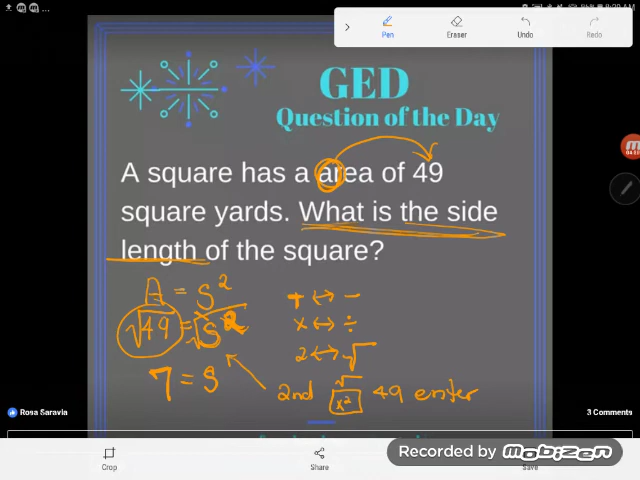 Pen
Eraser
Undo
Redo
GED
Question of the Day
A square has a area of 49
square yards. What is the side
length of the square?
A = S²
√49 = √S²
7 = S
+ ↔ −
× ↔ ÷
2 ↔ √
2nd √ x² 49 enter
Rosa Saravia
3 Comments
Crop
Share
Save
Recorded by Mobizen